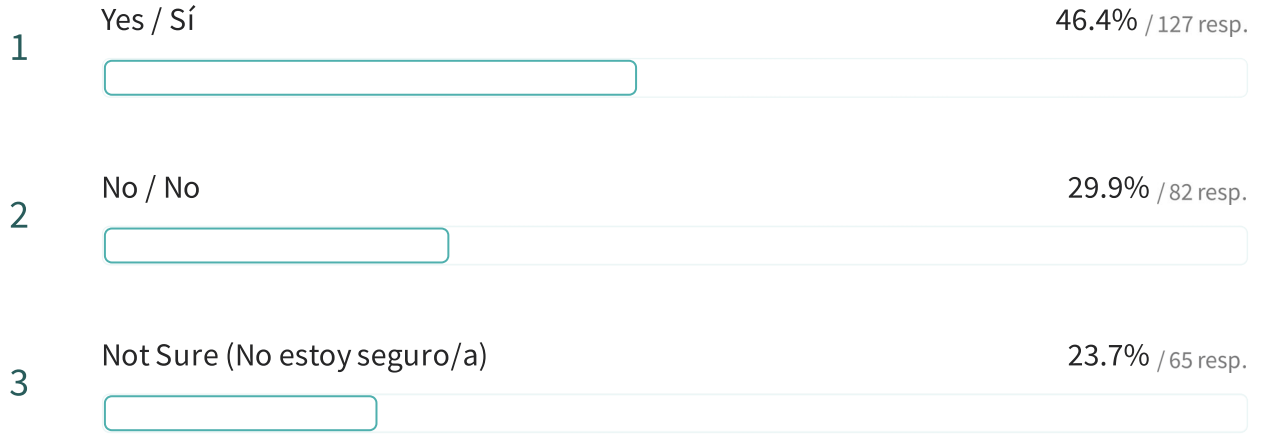 1 Yes / Sí 46.4% / 127 resp.
2 No / No 29.9% / 82 resp.
3 Not Sure (No estoy seguro/a) 23.7% / 65 resp.